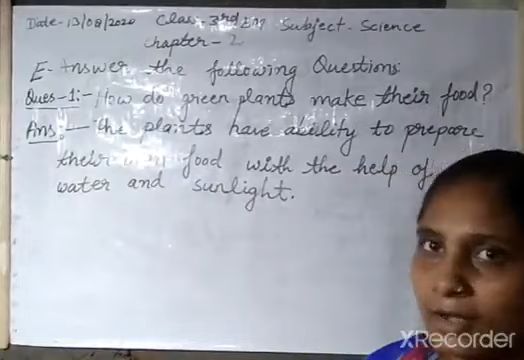 Date-13/08/2020 Class-3rd EM Subject-Science
Chapter-2
E-Answer the following Questions:
Ques-1:- How do green plants make their food?
Ans:- The plants have ability to prepare
their own food with the help of
water and sunlight.
XRecorder